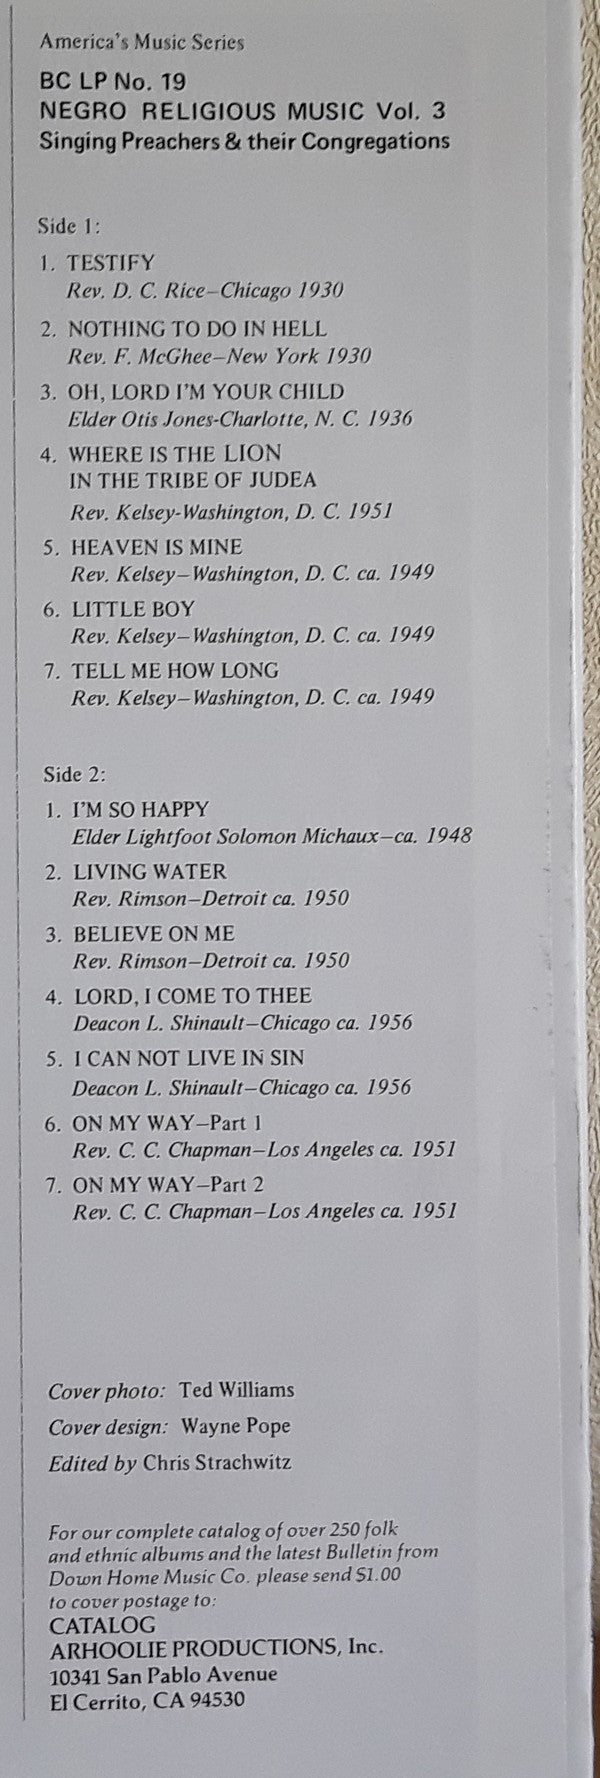 America's Music Series
BC LP No. 19
NEGRO RELIGIOUS MUSIC Vol. 3
Singing Preachers & their Congregations
Side 1:
1. TESTIFY
Rev. D. C. Rice–Chicago 1930
2. NOTHING TO DO IN HELL
Rev. F. McGhee–New York 1930
3. OH, LORD I'M YOUR CHILD
Elder Otis Jones-Charlotte, N. C. 1936
4. WHERE IS THE LION
IN THE TRIBE OF JUDEA
Rev. Kelsey-Washington, D. C. 1951
5. HEAVEN IS MINE
Rev. Kelsey–Washington, D. C. ca. 1949
6. LITTLE BOY
Rev. Kelsey–Washington, D. C. ca. 1949
7. TELL ME HOW LONG
Rev. Kelsey–Washington, D. C. ca. 1949
Side 2:
1. I'M SO HAPPY
Elder Lightfoot Solomon Michaux–ca. 1948
2. LIVING WATER
Rev. Rimson–Detroit ca. 1950
3. BELIEVE ON ME
Rev. Rimson–Detroit ca. 1950
4. LORD, I COME TO THEE
Deacon L. Shinault–Chicago ca. 1956
5. I CAN NOT LIVE IN SIN
Deacon L. Shinault–Chicago ca. 1956
6. ON MY WAY–Part 1
Rev. C. C. Chapman–Los Angeles ca. 1951
7. ON MY WAY–Part 2
Rev. C. C. Chapman–Los Angeles ca. 1951
Cover photo: Ted Williams
Cover design: Wayne Pope
Edited by Chris Strachwitz
For our complete catalog of over 250 folk
and ethnic albums and the latest Bulletin from
Down Home Music Co. please send $1.00
to cover postage to:
CATALOG
ARHOOLIE PRODUCTIONS, Inc.
10341 San Pablo Avenue
El Cerrito, CA 94530